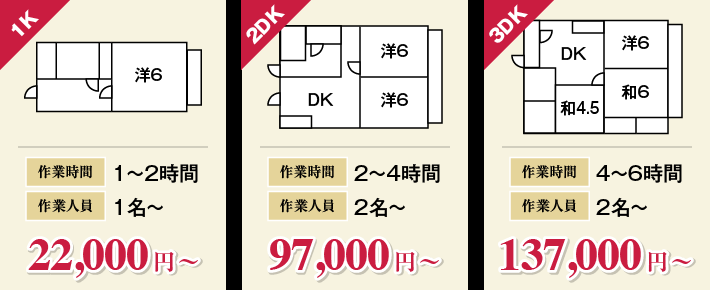 1K
洋6
作業時間 1～2時間
作業人員 1名～
22,000円～
2DK
洋6
DK
洋6
作業時間 2～4時間
作業人員 2名～
97,000円～
3DK
DK
洋6
和4.5
和6
作業時間 4～6時間
作業人員 2名～
137,000円～